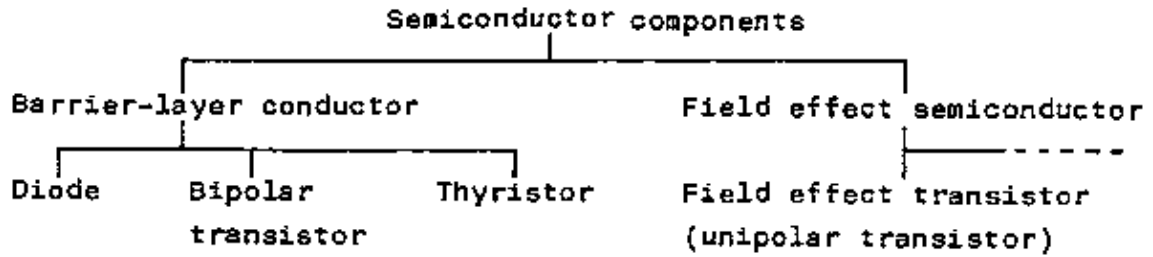 Semiconductor components
Barrier-layer conductor Field effect semiconductor
Diode Bipolar Thyristor Field effect transistor
transistor (unipolar transistor)